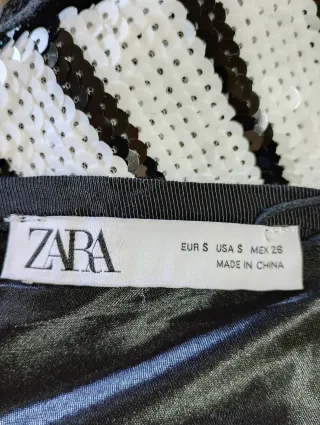 ZARA
EUR S USA S MEX 26
MADE IN CHINA